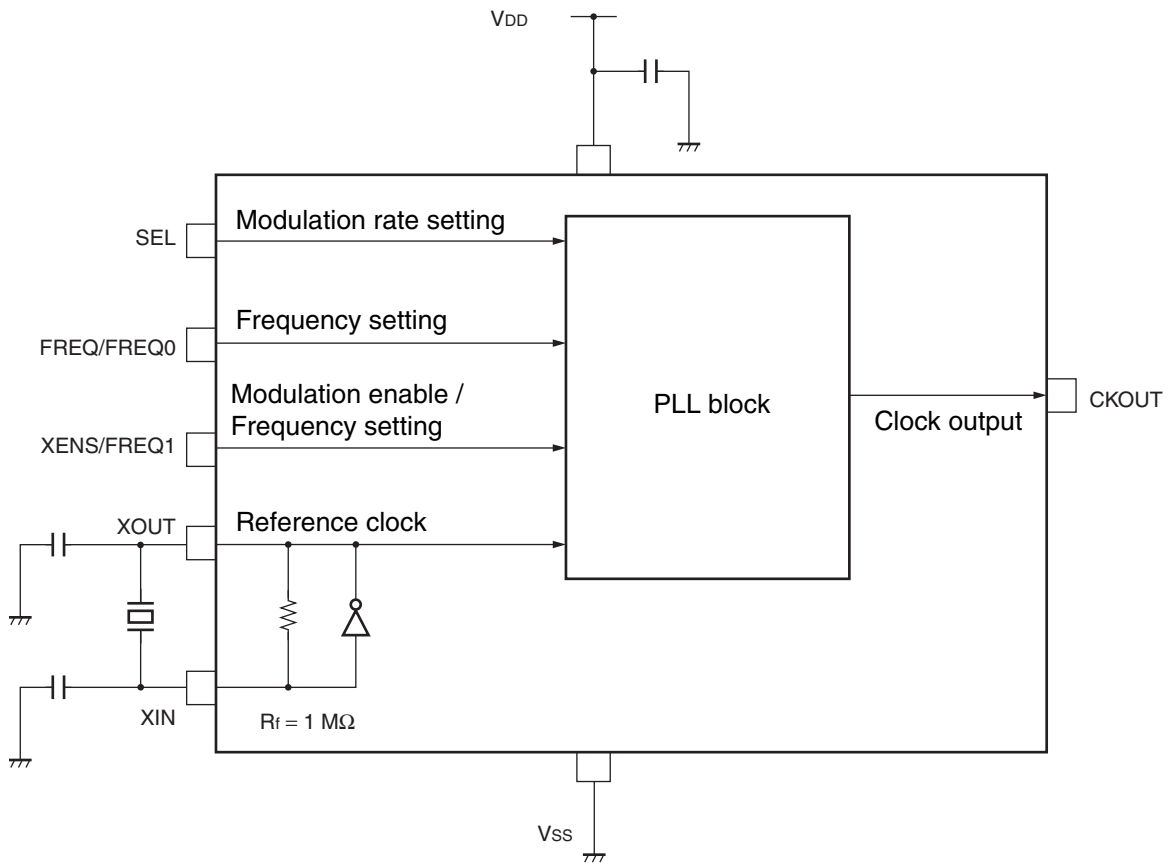 VDD
SEL
Modulation rate setting
FREQ/FREQ0
Frequency setting
XENS/FREQ1
Modulation enable /
Frequency setting
PLL block
Clock output
CKOUT
XOUT
Reference clock
XIN
Rf = 1 MΩ
VSS